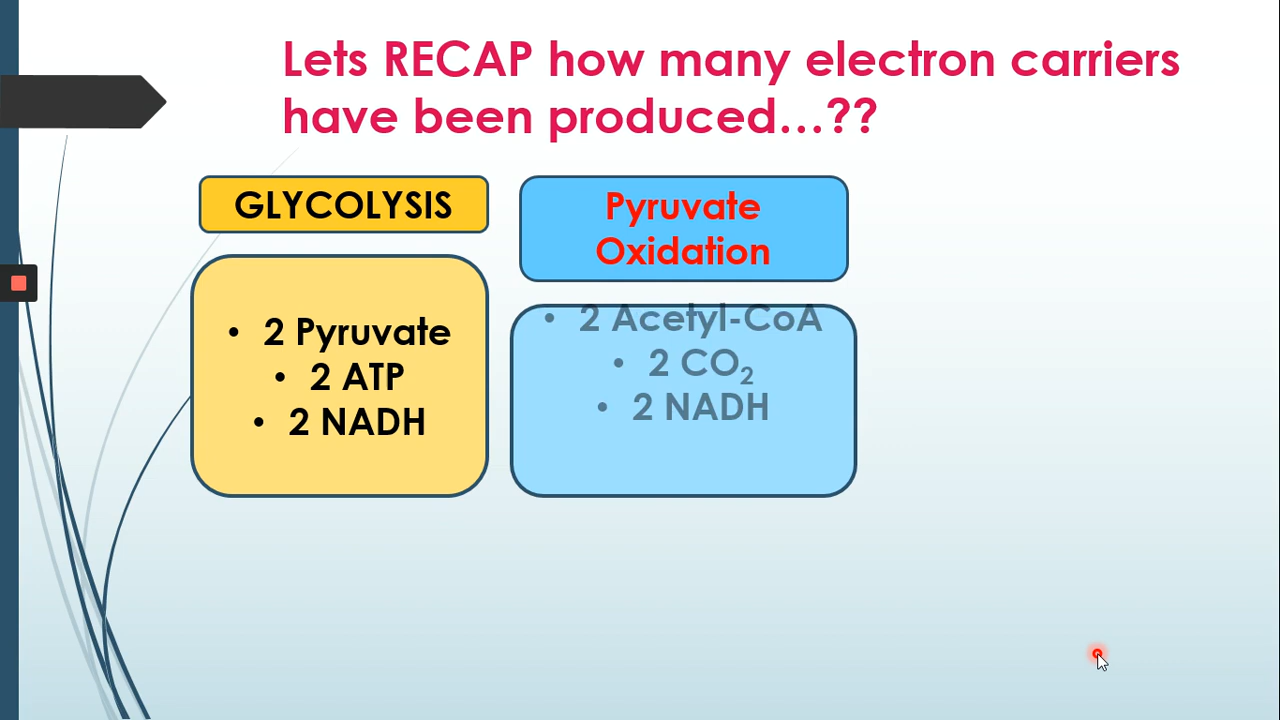 Lets RECAP how many electron carriers
have been produced...??
GLYCOLYSIS
• 2 Pyruvate
• 2 ATP
• 2 NADH
Pyruvate
Oxidation
• 2 Acetyl-CoA
• 2 CO₂
• 2 NADH